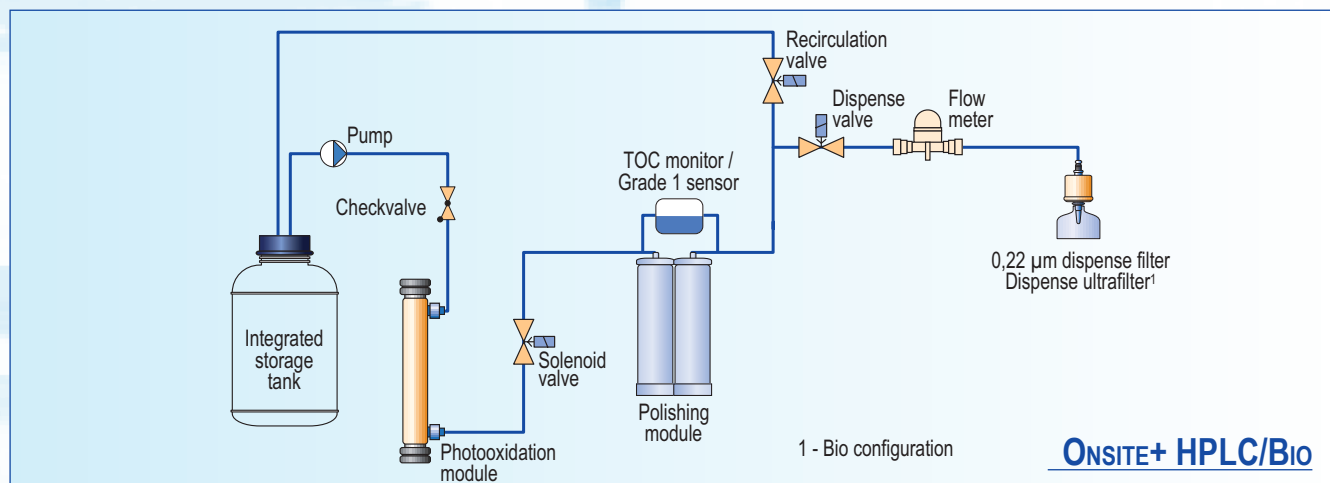 Recirculation
valve
Dispense
valve
Flow
meter
Pump
TOC monitor /
Grade 1 sensor
Checkvalve
0,22 µm dispense filter
Dispense ultrafilter¹
Integrated
storage
tank
Solenoid
valve
Polishing
module
Photooxidation
module
1 - Bio configuration
ONSITE+ HPLC/BIO